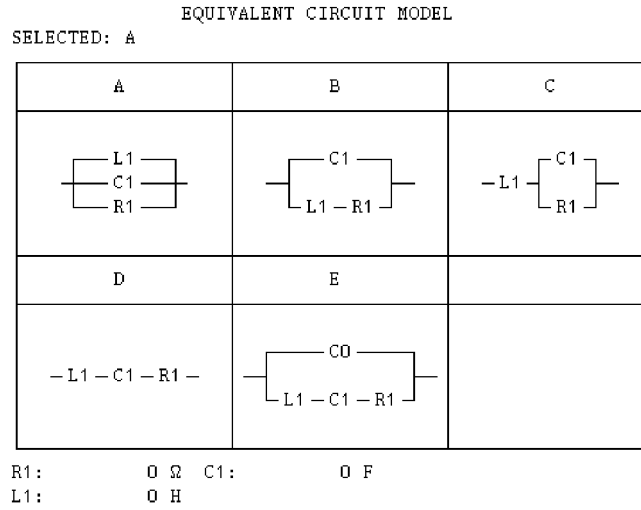 EQUIVALENT CIRCUIT MODEL
SELECTED: A
A B C
L1
C1
R1
C1
L1 R1
L1 C1
R1
D E
L1 C1 R1
C0
L1 C1 R1
R1: 0 Ω C1: 0 F
L1: 0 H